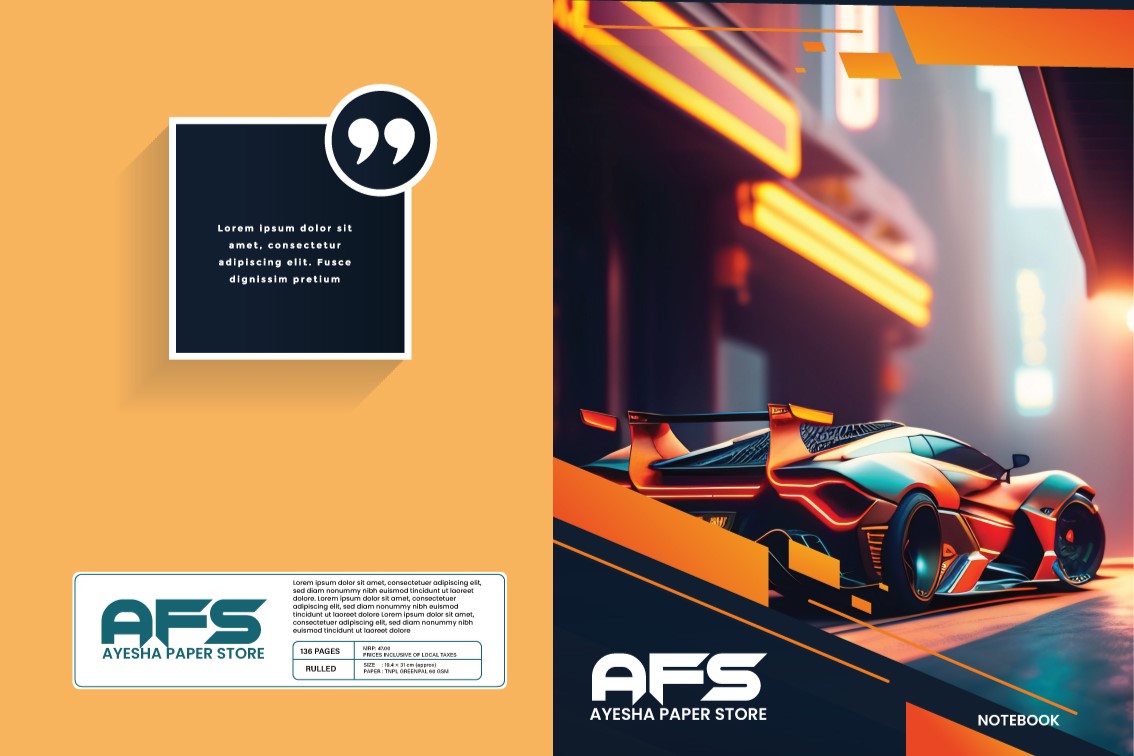 ”
Lorem ipsum dolor sit
amet, consectetur
adipiscing elit. Fusce
dignissim pretium
AFS
AYESHA PAPER STORE
Lorem ipsum dolor sit amet, consectetuer adipiscing elit,
sed diam nonummy nibh euismod tincidunt ut laoreet
dolore. Lorem ipsum dolor sit amet, consectetuer
adipiscing elit, sed diam nonummy nibh euismod
tincidunt ut laoreet dolore Lorem ipsum dolor sit amet,
consectetuer adipiscing elit, sed diam nonummy nibh
euismod tincidunt ut laoreet dolore
136 PAGES
MRP: 47.00
PRICES INCLUSIVE OF LOCAL TAXES
RULLED
SIZE : 19.4 x 31 cm (approx)
PAPER : TNPL GREENPAL 60 GSM
AFS
AYESHA PAPER STORE
NOTEBOOK